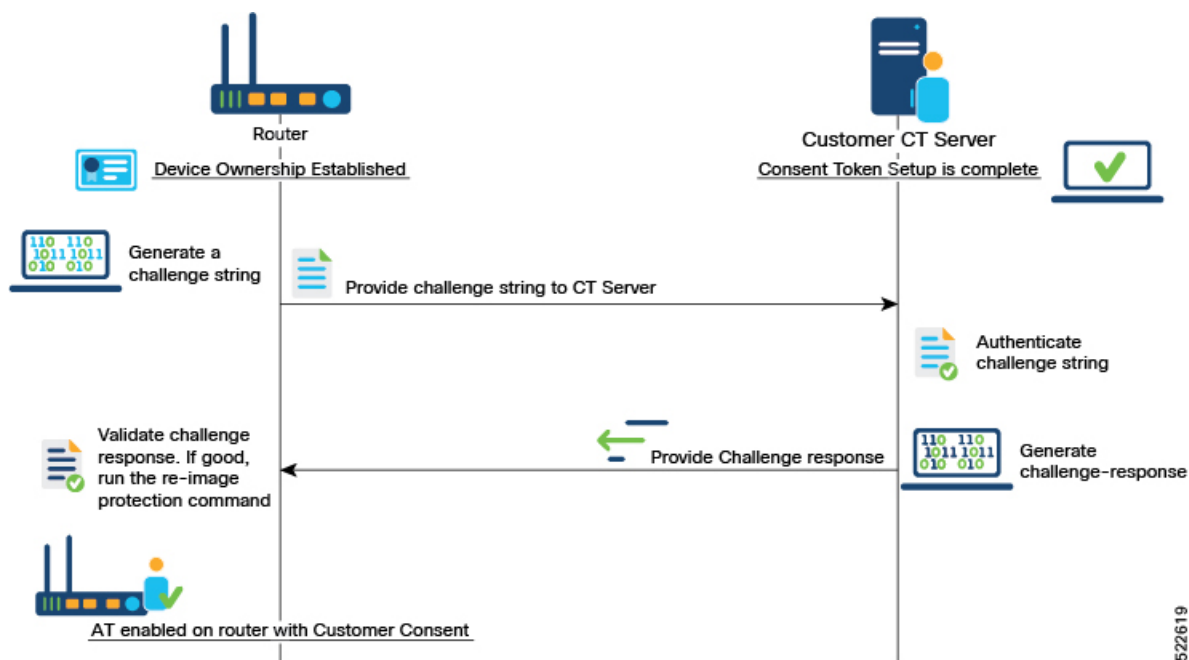 Router
Customer CT Server
Device Ownership Established
Consent Token Setup is complete
110 110
1011 1011
010 010
Generate a
challenge string
Provide challenge string to CT Server
Authenticate
challenge string
Validate challenge
response. If good,
run the re-image
protection command
Provide Challenge response
110 110
1011 1011
010 010
Generate
challenge-response
AT enabled on router with Customer Consent
522619